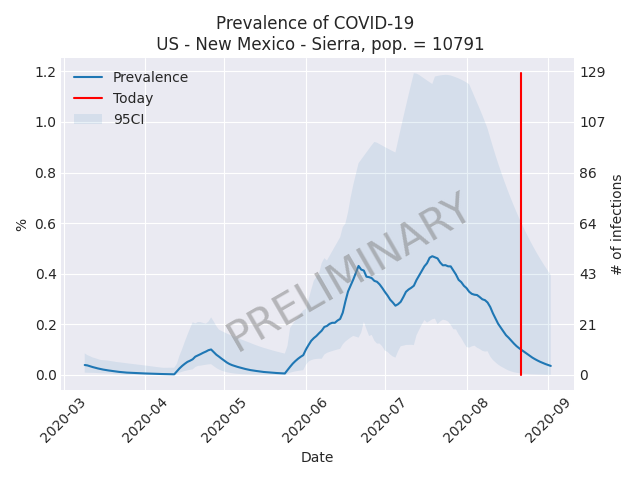 Prevalence of COVID-19
US - New Mexico - Sierra, pop. = 10791
Prevalence
Today
95CI
PRELIMINARY
%
1.2
1.0
0.8
0.6
0.4
0.2
0.0
129
107
86
64
43
21
0
# of infections
2020-03
2020-04
2020-05
2020-06
2020-07
2020-08
2020-09
Date